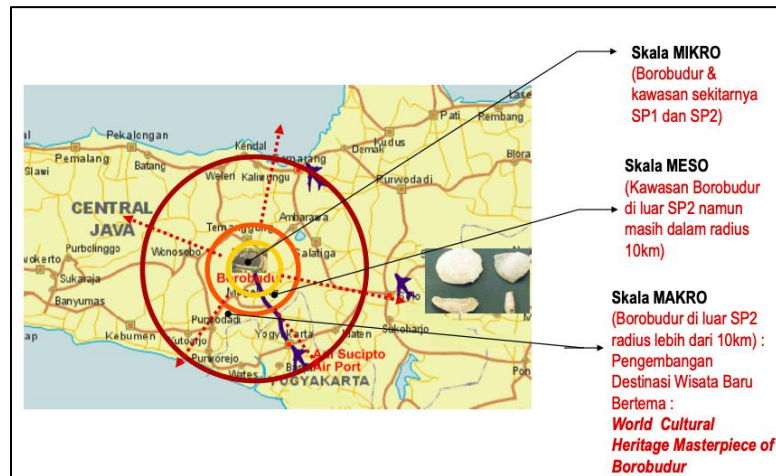 Skala MIKRO
(Borobudur &
kawasan sekitarnya
SP1 dan SP2)
Skala MESO
(Kawasan Borobudur
di luar SP2 namun
masih dalam radius
10km)
Skala MAKRO
(Borobudur di luar SP2
radius lebih dari 10km) :
Pengembangan
Destinasi Wisata Baru
Bertema :
World Cultural
Heritage Masterpiece of
Borobudur
Pekalongan
Pemalang
Batang
Slawi
Kendal
Weleri
Kaliwungu
Demak
Kudus
Pati
Rembang
Blora
Purwodadi
CENTRAL
JAVA
Temanggung
Ambarawa
Salatiga
Wonosobo
Purbolinggo
Sukaraja
Banyumas
Borobudur
Kebumen
Purwodadi
Kutoarjo
Purworejo
Yogyakarta
Klaten
Sukoharjo
Wates
Adi Sucipto
Air Port
YOGYAKARTA